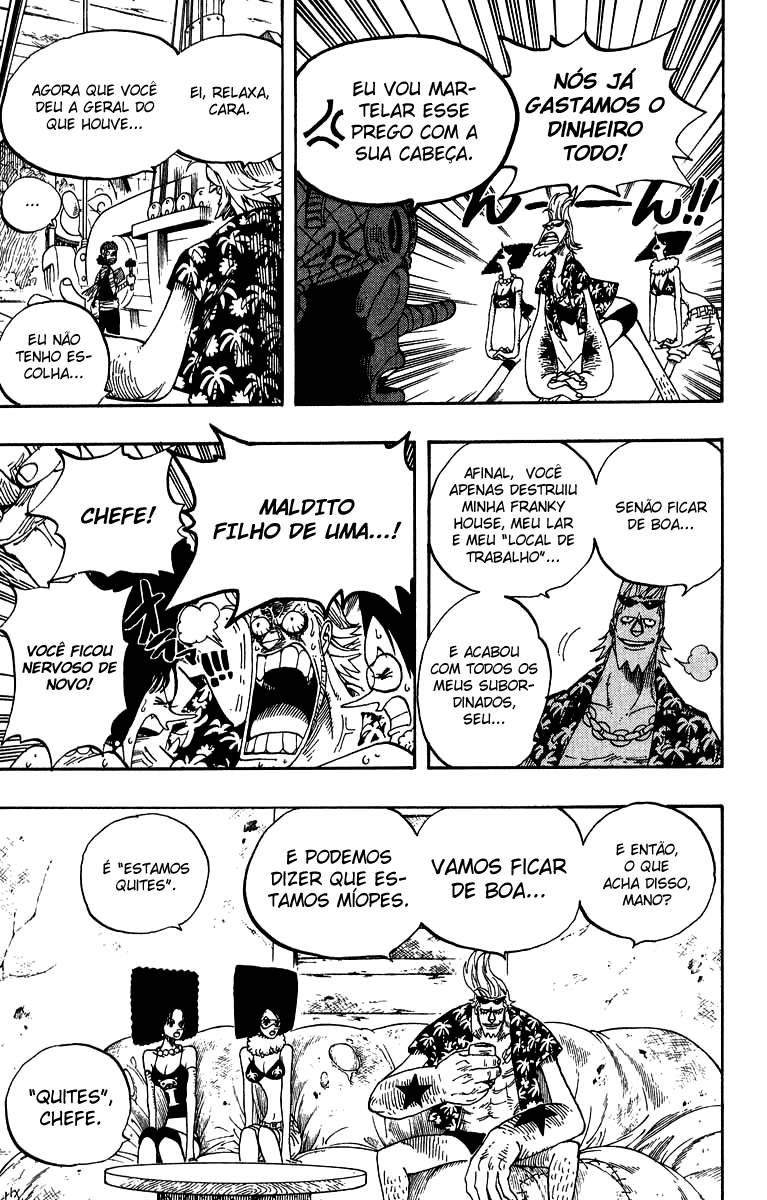 NÓS JÁ
GASTAMOS O
DINHEIRO
TODO!
EU VOU MAR-
TELAR ESSE
PREGO COM A
SUA CABEÇA.
んーーん!!
EI, RELAXA,
CARA.
AGORA QUE VOCÊ
DEU A GERAL DO
QUE HOUVE...
...
EU NÃO
TENHO ES-
COLHA...
SENÃO FICAR
DE BOA...
AFINAL, VOCÊ
APENAS DESTRUIU
MINHA FRANKY
HOUSE, MEU LAR
E MEU "LOCAL DE
TRABALHO"...
E ACABOU
COM TODOS OS
MEUS SUBOR-
DINADOS,
SEU...
MALDITO
FILHO DE UMA...!
CHEFE!
!!!
VOCÊ FICOU
NERVOSO DE
NOVO!
E ENTÃO,
O QUE
ACHA DISSO,
MANO?
VAMOS FICAR
DE BOA...
E PODEMOS
DIZER QUE ES-
TAMOS MÍOPES.
É "ESTAMOS
QUITES".
"QUITES",
CHEFE.